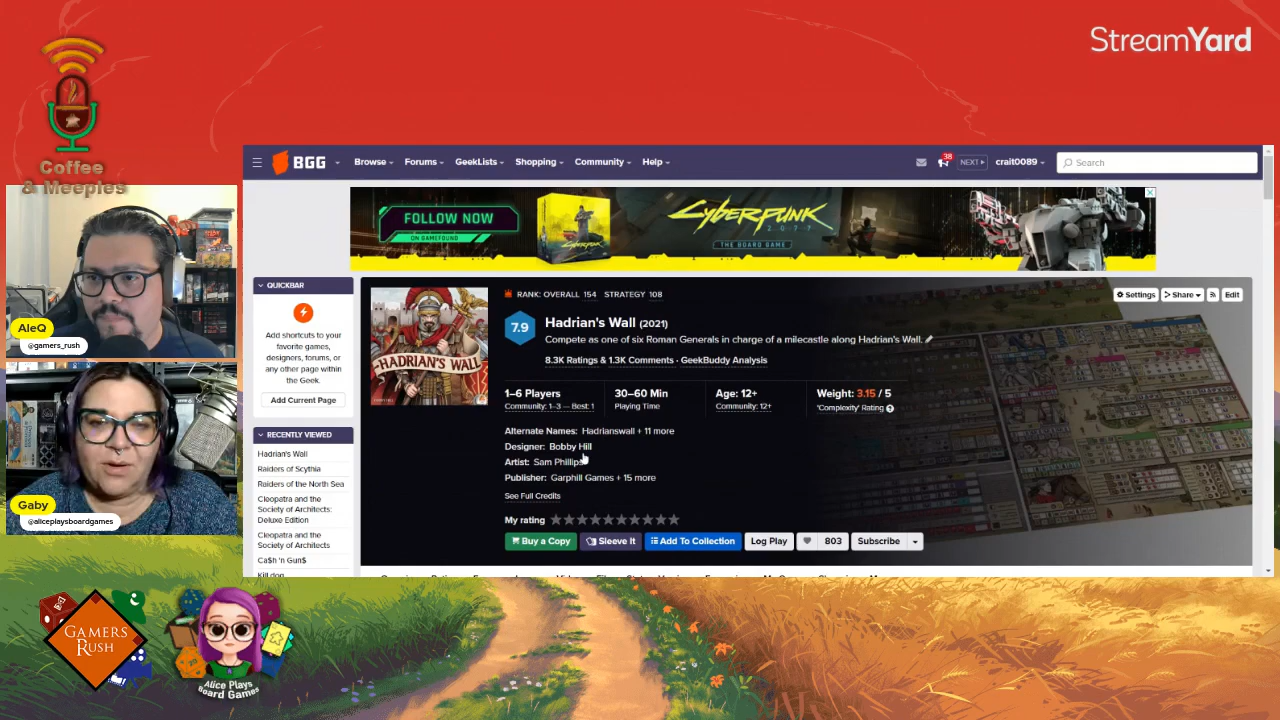 StreamYard
Coffee
& Meeples
BGG
Browse
Forums
GeekLists
Shopping
Community
Help
38
NEXT
crait0089
Search
FOLLOW NOW
ON GAMEFOUND
CYBERPUNK
2077
THE BOARD GAME
AleQ
@gamers_rush
Gaby
@aliceplaysboardgames
QUICKBAR
Add shortcuts to your
favorite games,
designers, forums, or
any other page within
the Geek.
Add Current Page
RECENTLY VIEWED
Hadrian's Wall
Raiders of Scythia
Raiders of the North Sea
Cleopatra and the
Society of Architects:
Deluxe Edition
Cleopatra and the
Society of Architects
Ca$h 'n Gun$
Kill dog
HADRIAN'S WALL
RANK: OVERALL 154 STRATEGY 108
Settings
Share
Edit
7.9
Hadrian's Wall (2021)
Compete as one of six Roman Generals in charge of a milecastle along Hadrian's Wall.
8.3K Ratings & 1.3K Comments · GeekBuddy Analysis
1–6 Players
Community: 1–3 — Best: 1
30–60 Min
Playing Time
Age: 12+
Community: 12+
Weight: 3.15 / 5
'Complexity' Rating
Alternate Names: Hadrianswall + 11 more
Designer: Bobby Hill
Artist: Sam Phillips
Publisher: Garphill Games + 15 more
See Full Credits
My rating
Buy a Copy
Sleeve It
Add To Collection
Log Play
803
Subscribe
GAMERS
RUSH
Alice Plays
Board Games